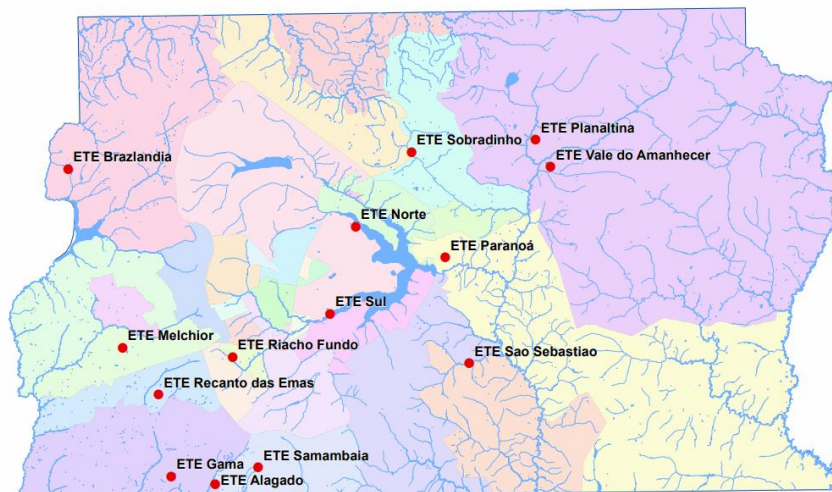 ETE Planaltina
ETE Sobradinho
ETE Brazlandia
ETE Vale do Amanhecer
ETE Norte
ETE Paranoá
ETE Sul
ETE Melchior
ETE Riacho Fundo
ETE Sao Sebastiao
ETE Recanto das Emas
ETE Samambaia
ETE Gama
ETE Alagado